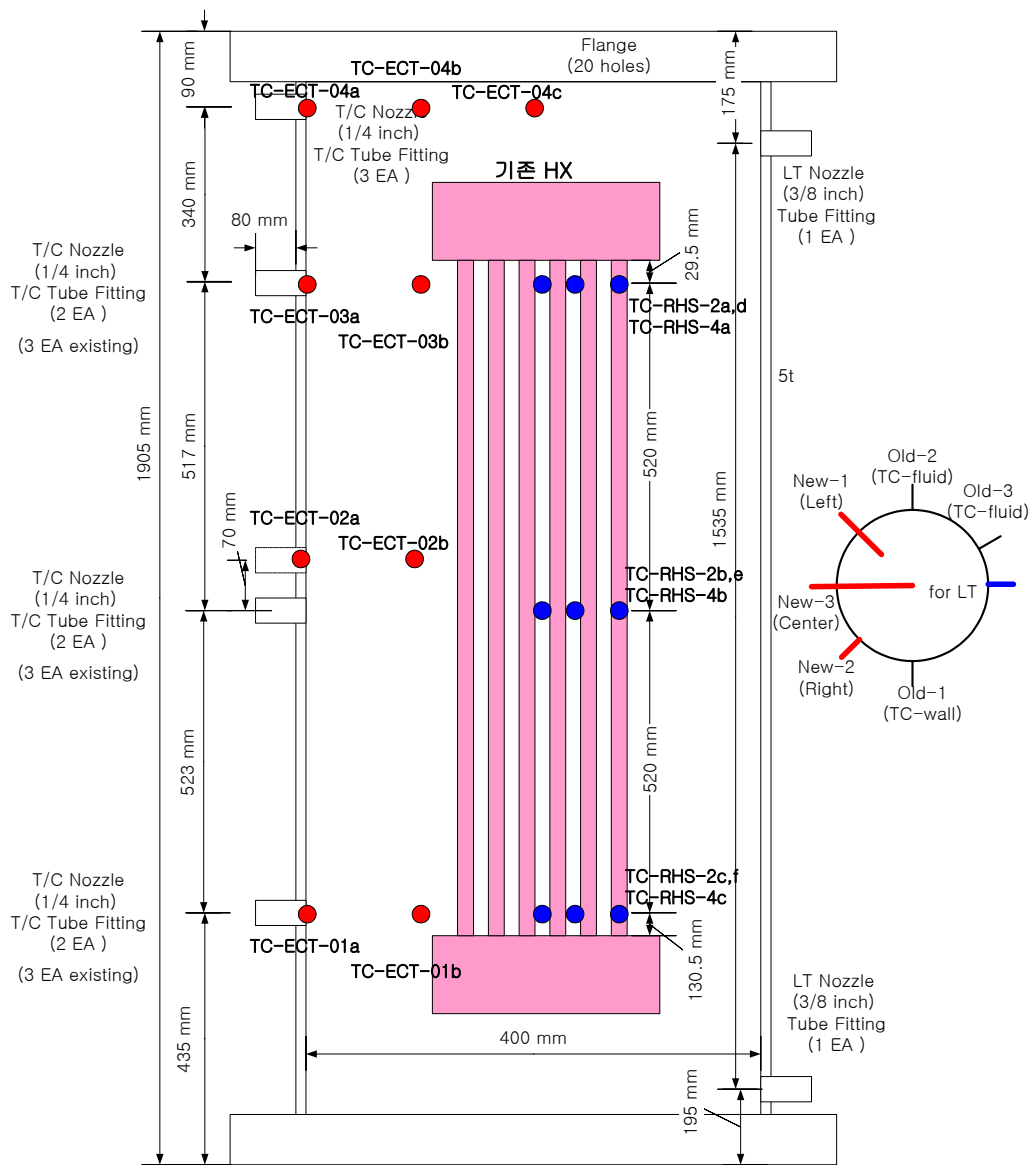 Flange
(20 holes)
90 mm
175 mm
TC-ECT-04b
TC-ECT-04a
TC-ECT-04c
T/C Nozzle
(1/4 inch)
T/C Tube Fitting
(3 EA )
기존 HX
LT Nozzle
(3/8 inch)
Tube Fitting
(1 EA )
340 mm
80 mm
29.5 mm
T/C Nozzle
(1/4 inch)
T/C Tube Fitting
(2 EA )
(3 EA existing)
TC-ECT-03a
TC-ECT-03b
TC-RHS-2a,d
TC-RHS-4a
5t
1905 mm
517 mm
520 mm
1535 mm
Old-2
(TC-fluid)
New-1
(Left)
Old-3
(TC-fluid)
TC-ECT-02a
TC-ECT-02b
70 mm
T/C Nozzle
(1/4 inch)
T/C Tube Fitting
(2 EA )
(3 EA existing)
TC-RHS-2b,e
TC-RHS-4b
for LT
New-3
(Center)
New-2
(Right)
Old-1
(TC-wall)
523 mm
520 mm
T/C Nozzle
(1/4 inch)
T/C Tube Fitting
(2 EA )
(3 EA existing)
TC-RHS-2c,f
TC-RHS-4c
TC-ECT-01a
TC-ECT-01b
130.5 mm
LT Nozzle
(3/8 inch)
Tube Fitting
(1 EA )
435 mm
400 mm
195 mm